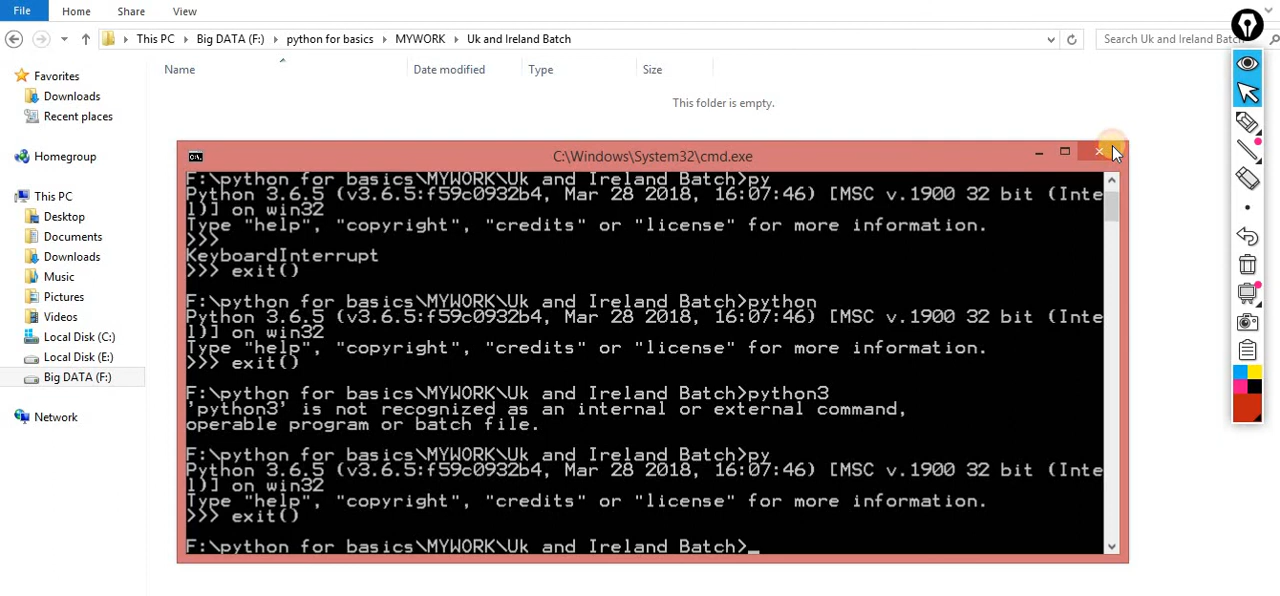 File Home Share View
This PC Big DATA (F:) python for basics MYWORK Uk and Ireland Batch Search Uk and Ireland Batch
Name Date modified Type Size
This folder is empty.
Favorites
Downloads
Recent places
Homegroup
This PC
Desktop
Documents
Downloads
Music
Pictures
Videos
Local Disk (C:)
Local Disk (E:)
Big DATA (F:)
Network
C:\Windows\System32\cmd.exe
F:\python for basics\MYWORK\Uk and Ireland Batch>py
Python 3.6.5 (v3.6.5:f59c0932b4, Mar 28 2018, 16:07:46) [MSC v.1900 32 bit (Inte
l)] on win32
Type "help", "copyright", "credits" or "license" for more information.
>>>
KeyboardInterrupt
>>> exit()
F:\python for basics\MYWORK\Uk and Ireland Batch>python
Python 3.6.5 (v3.6.5:f59c0932b4, Mar 28 2018, 16:07:46) [MSC v.1900 32 bit (Inte
l)] on win32
Type "help", "copyright", "credits" or "license" for more information.
>>> exit()
F:\python for basics\MYWORK\Uk and Ireland Batch>python3
'python3' is not recognized as an internal or external command,
operable program or batch file.
F:\python for basics\MYWORK\Uk and Ireland Batch>py
Python 3.6.5 (v3.6.5:f59c0932b4, Mar 28 2018, 16:07:46) [MSC v.1900 32 bit (Inte
l)] on win32
Type "help", "copyright", "credits" or "license" for more information.
>>> exit()
F:\python for basics\MYWORK\Uk and Ireland Batch>_